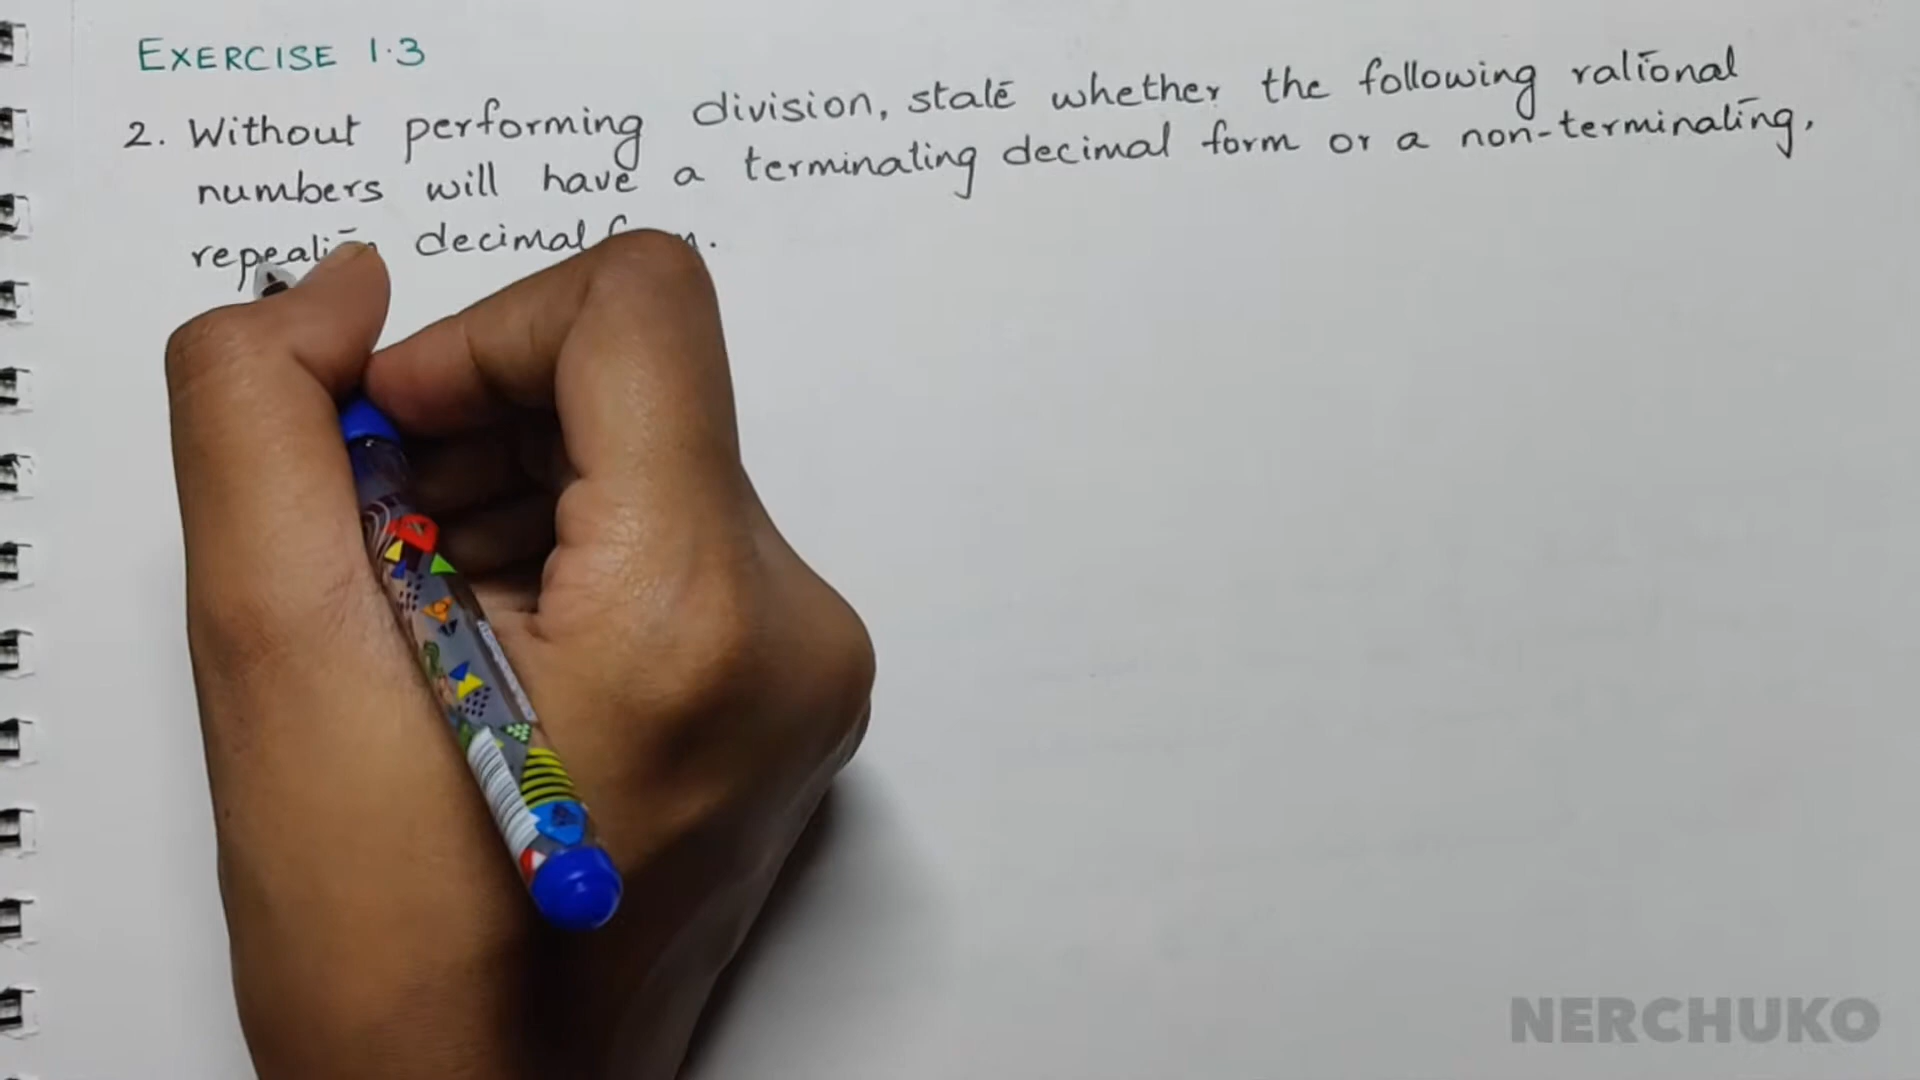 EXERCISE 1.3
2. Without performing division, state whether the following rational
numbers will have a terminating decimal form or a non-terminating,
decimal
NERCHUKO